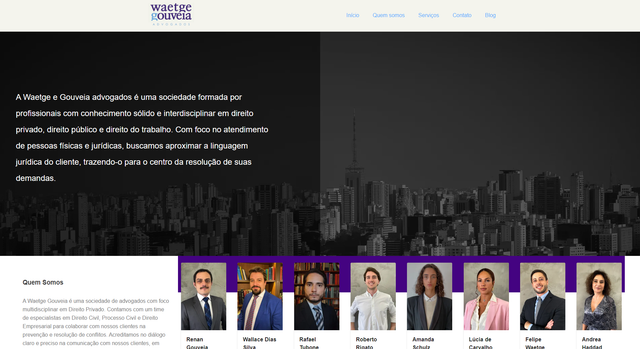 waetge
gouveia
ADVOGADOS
Início Quem somos Serviços Contato Blog
A Waetge e Gouveia advogados é uma sociedade formada por
profissionais com conhecimento sólido e interdisciplinar em direito
privado, direito público e direito do trabalho. Com foco no atendimento
de pessoas físicas e jurídicas, buscamos aproximar a linguagem
jurídica do cliente, trazendo-o para o centro da resolução de suas
demandas.
Quem Somos
A Waetge Gouveia é uma sociedade de advogados com foco
multidisciplinar em Direito Privado. Contamos com um time
de especialistas em Direito Civil, Processo Civil e Direito
Empresarial para colaborar com nossos clientes na
prevenção e resolução de conflitos. Acreditamos no diálogo
claro e preciso na comunicação com nossos clientes, em
Renan
Gouveia
Wallace Dias
Silva
Rafael
Tubone
Roberto
Rigato
Amanda
Schulz
Lúcia de
Carvalho
Felipe
Waetge
Andrea
Haddad